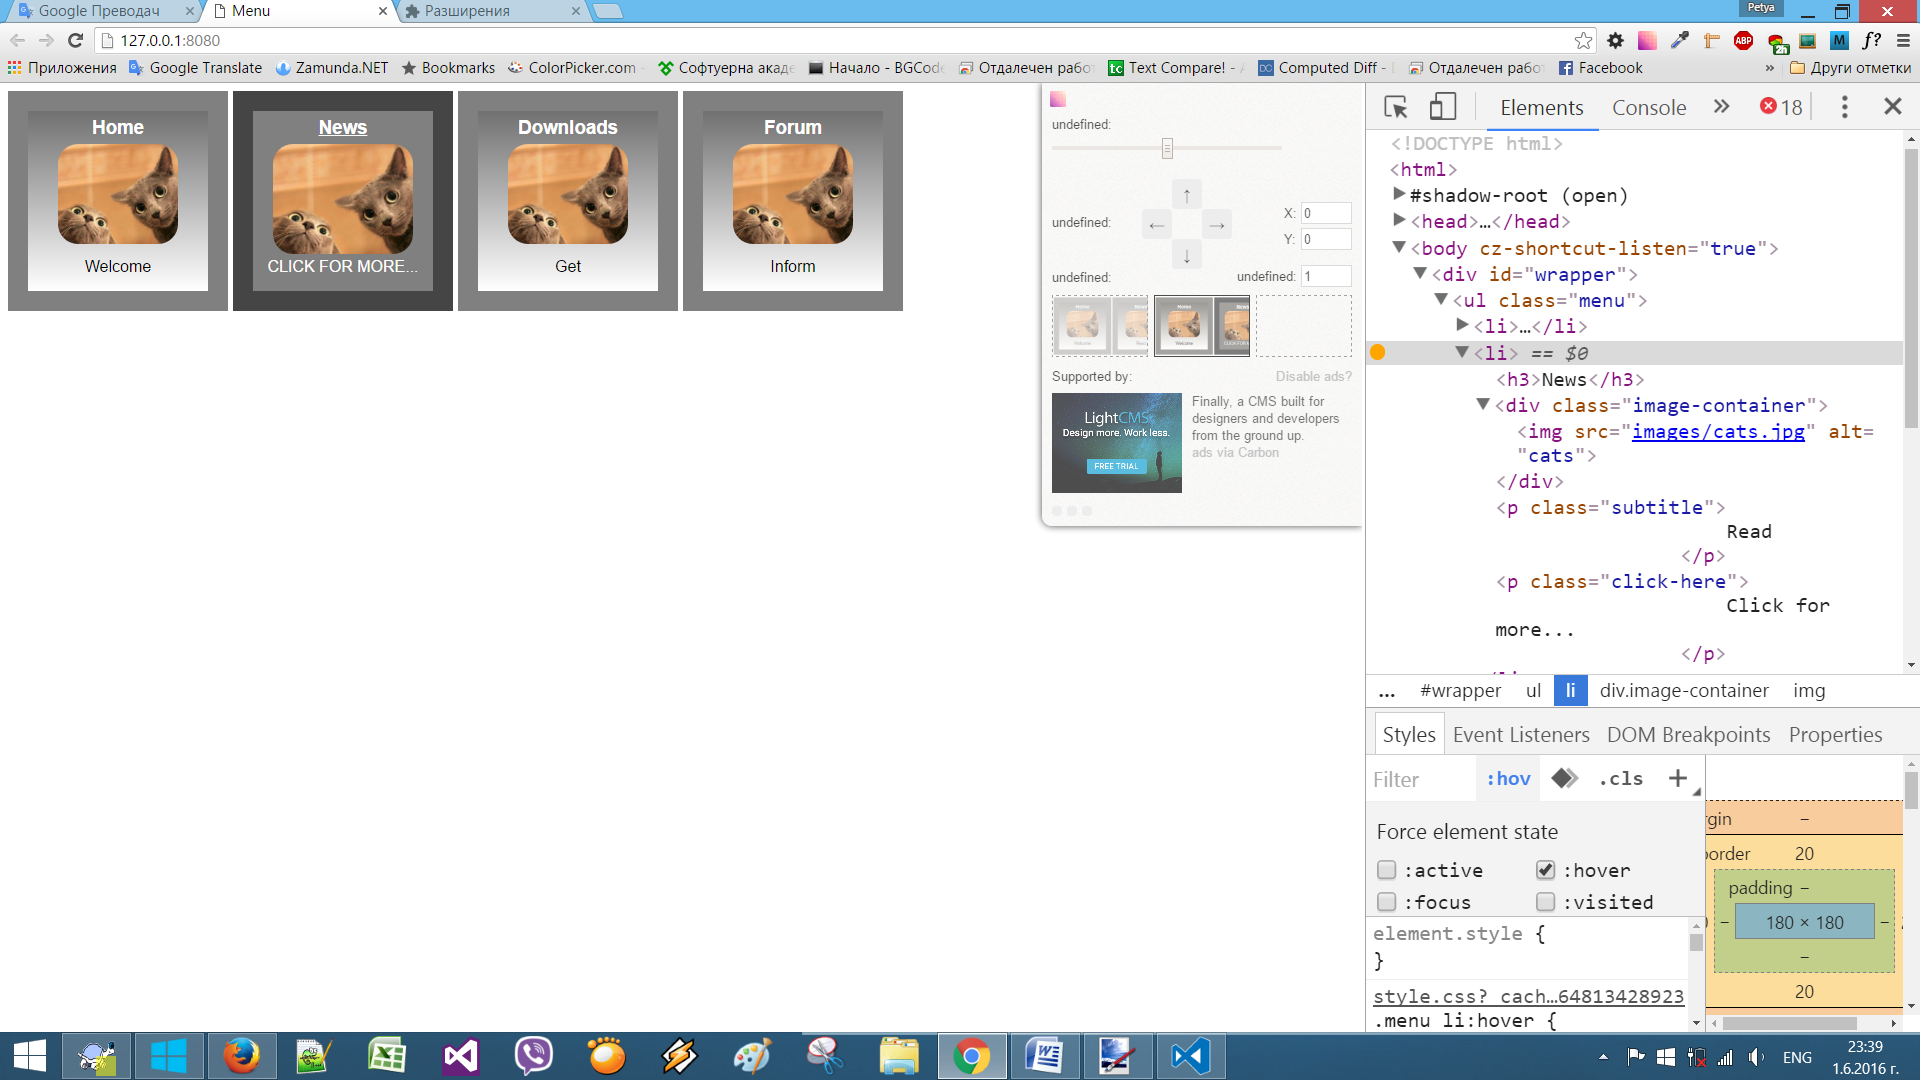 Google Преводач
Menu
Разширения
Petya
127.0.0.1:8080
Приложения
Google Translate
Zamunda.NET
Bookmarks
ColorPicker.com
Софтуерна акаде
Начало - BGCode
Отдалечен работ
Text Compare! -
Computed Diff -
Отдалечен работ
Facebook
»
Други отметки
Home
News
Downloads
Forum
Welcome
CLICK FOR MORE...
Get
Inform
undefined:
undefined:
X: 0
Y: 0
undefined:
undefined: 1
Supported by:
Disable ads?
LightCMS
Design more. Work less.
FREE TRIAL
Finally, a CMS built for
designers and developers
from the ground up.
ads via Carbon
Elements
Console
»
18
<!DOCTYPE html>
<html>
#shadow-root (open)
<head>…</head>
<body cz-shortcut-listen="true">
<div id="wrapper">
<ul class="menu">
<li>…</li>
<li> == $0
<h3>News</h3>
<div class="image-container">
<img src="images/cats.jpg" alt=
"cats">
</div>
<p class="subtitle">
Read
</p>
<p class="click-here">
Click for
more...
</p>
... #wrapper ul li div.image-container img
Styles Event Listeners DOM Breakpoints Properties
Filter :hov .cls +
Force element state
:active :hover
:focus :visited
element.style {
}
style.css?_cach…64813428923
.menu li:hover {
rgin –
border 20
padding –
– 180 × 180 –
–
20
ENG
23:39
1.6.2016 г.